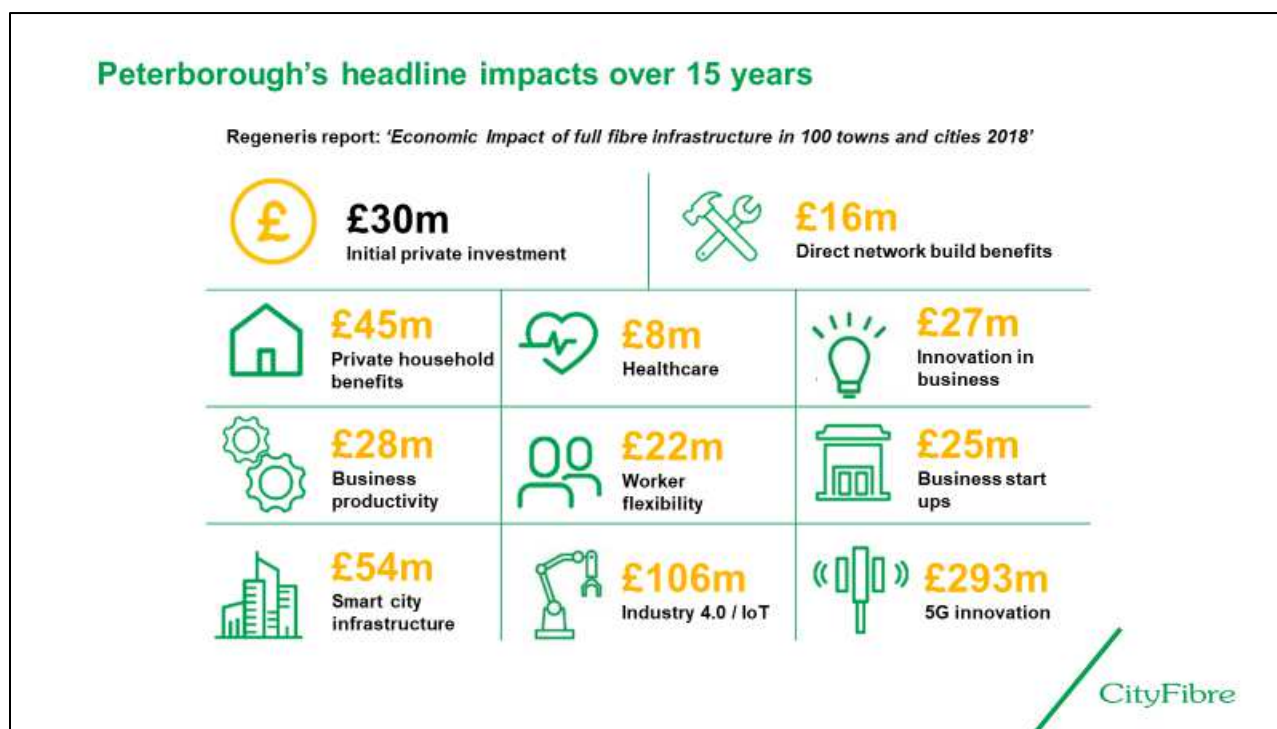 Peterborough's headline impacts over 15 years
Regeneris report: ‘Economic Impact of full fibre infrastructure in 100 towns and cities 2018’
£
£30m
Initial private investment
£16m
Direct network build benefits
£45m
Private household
benefits
£8m
Healthcare
£27m
Innovation in
business
£28m
Business
productivity
£22m
Worker
flexibility
£25m
Business start
ups
£54m
Smart city
infrastructure
£106m
Industry 4.0 / IoT
£293m
5G innovation
CityFibre